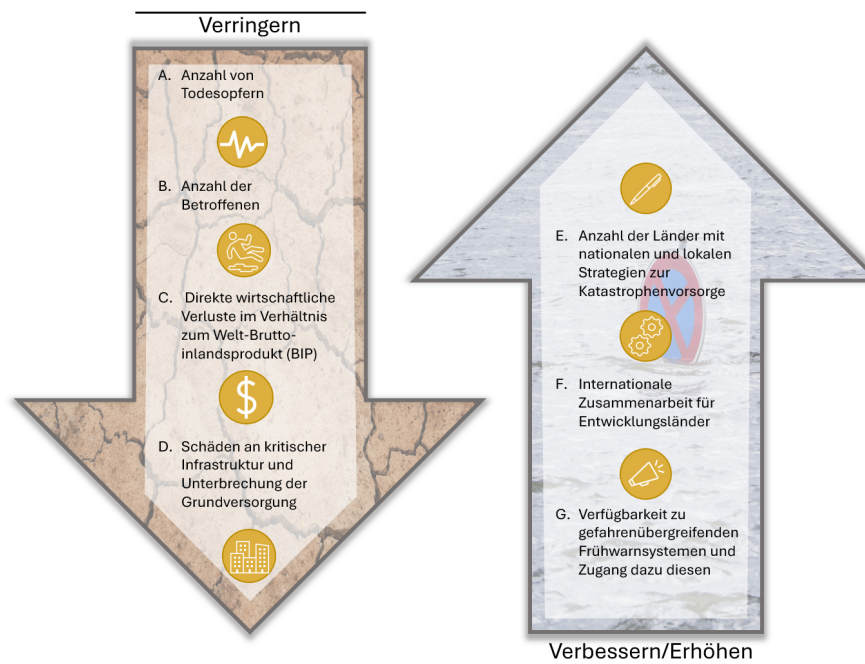 Verringern
A. Anzahl von
Todesopfern
B. Anzahl der
Betroffenen
C. Direkte wirtschaftliche
Verluste im Verhältnis
zum Welt-Brutto-
inlandsprodukt (BIP)
$
D. Schäden an kritischer
Infrastruktur und
Unterbrechung der
Grundversorgung
E. Anzahl der Länder mit
nationalen und lokalen
Strategien zur
Katastrophenvorsorge
F. Internationale
Zusammenarbeit für
Entwicklungsländer
G. Verfügbarkeit zu
gefahrenübergreifenden
Frühwarnsystemen und
Zugang dazu diesen
Verbessern/Erhöhen